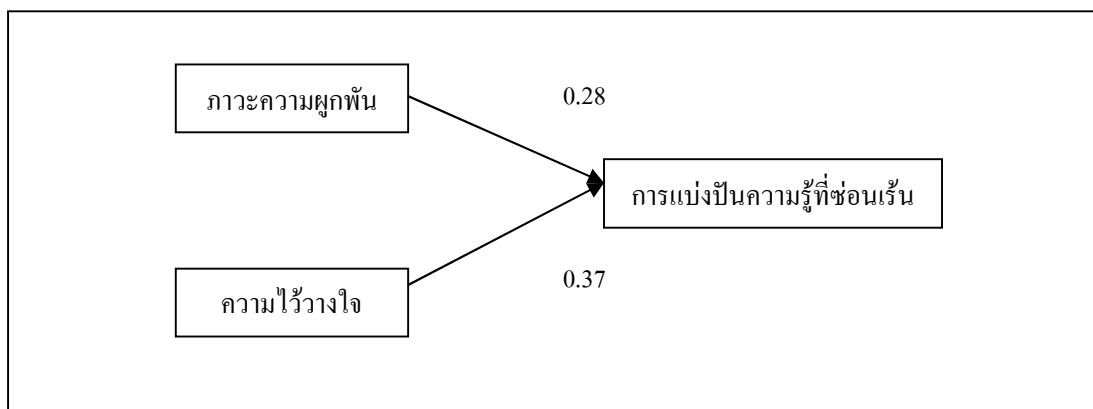 ภาวะความผูกพัน
0.28
การแบ่งปันความรู้ที่ซ่อนเร้น
0.37
ความไว้วางใจ